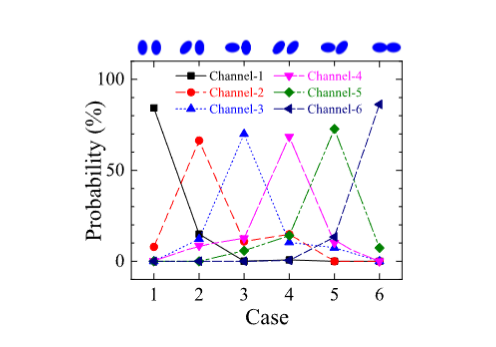 100
Channel-1 Channel-4
Channel-2 Channel-5
Channel-3 Channel-6
50
0
Probability (%)
1 2 3 4 5 6
Case